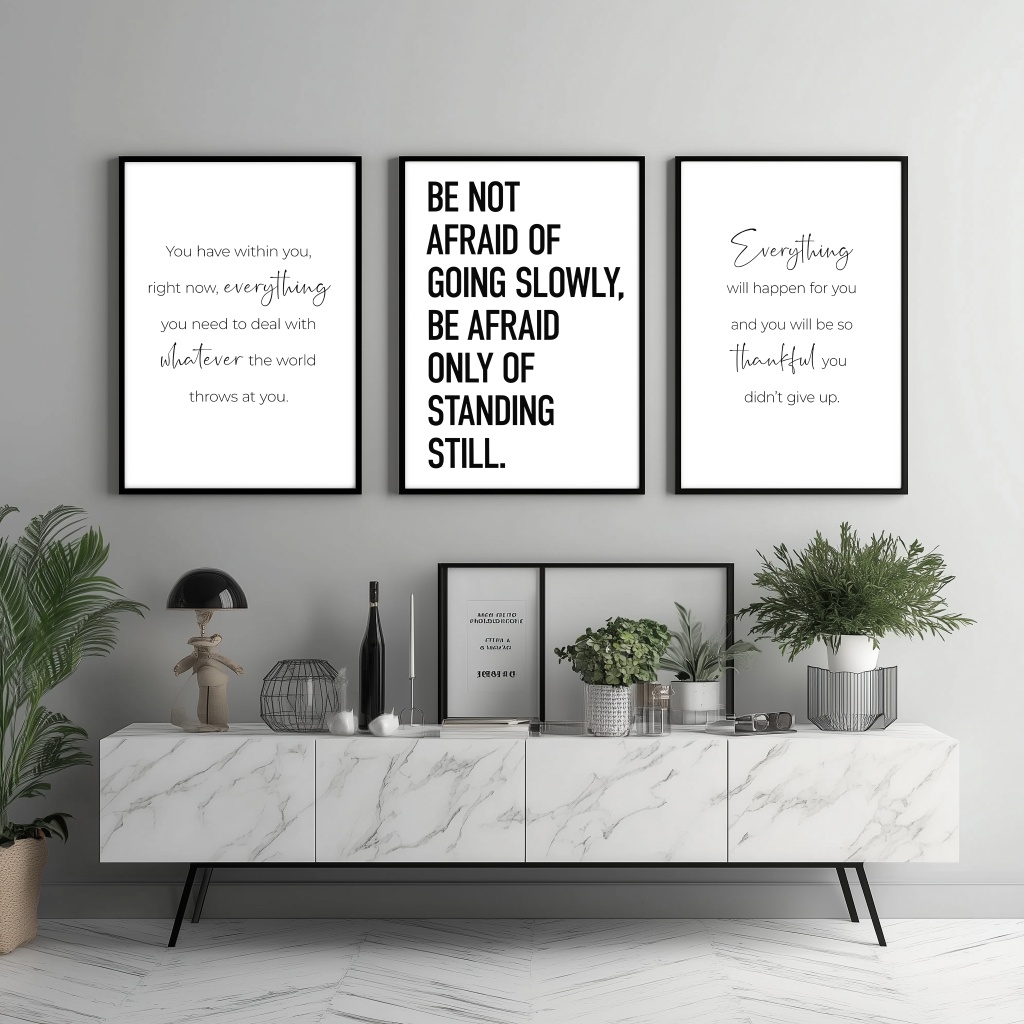 You have within you,
right now, everything
you need to deal with
whatever the world
throws at you.
BE NOT
AFRAID OF
GOING SLOWLY,
BE AFRAID
ONLY OF
STANDING
STILL.
Everything
will happen for you
and you will be so
thankful you
didn't give up.